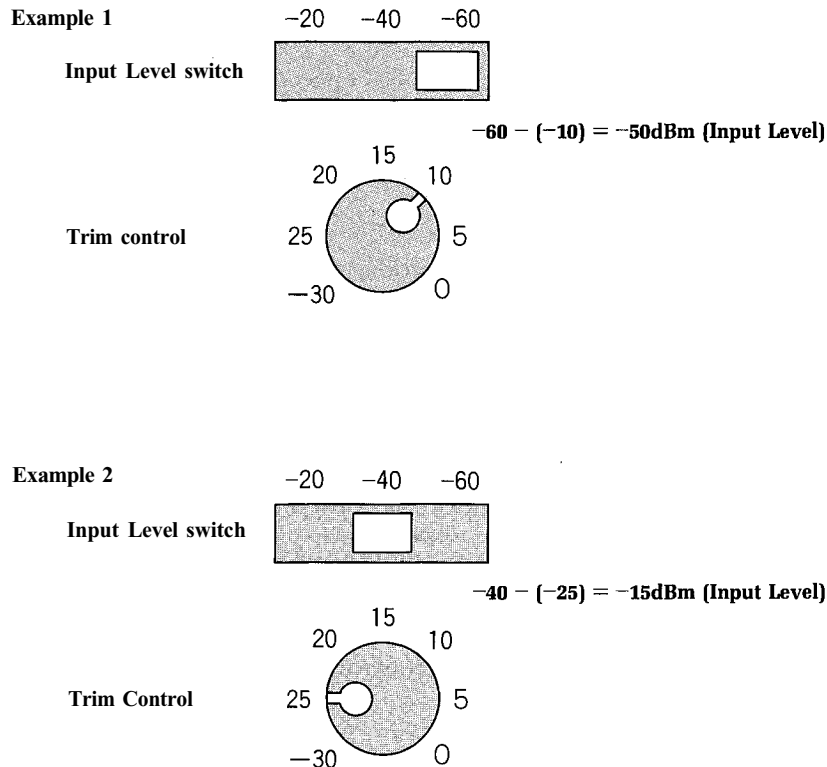 Example 1
−20 −40 −60
Input Level switch
−60 − (−10) = −50dBm (Input Level)
15
20 10
Trim control 25 5
−30 0
Example 2
−20 −40 −60
Input Level switch
−40 − (−25) = −15dBm (Input Level)
15
20 10
Trim Control 25 5
−30 0